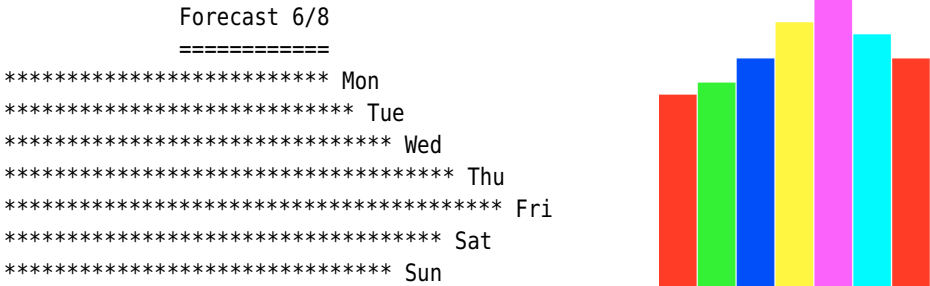 Forecast 6/8
============
************************** Mon
**************************** Tue
******************************* Wed
************************************ Thu
**************************************** Fri
*********************************** Sat
******************************* Sun